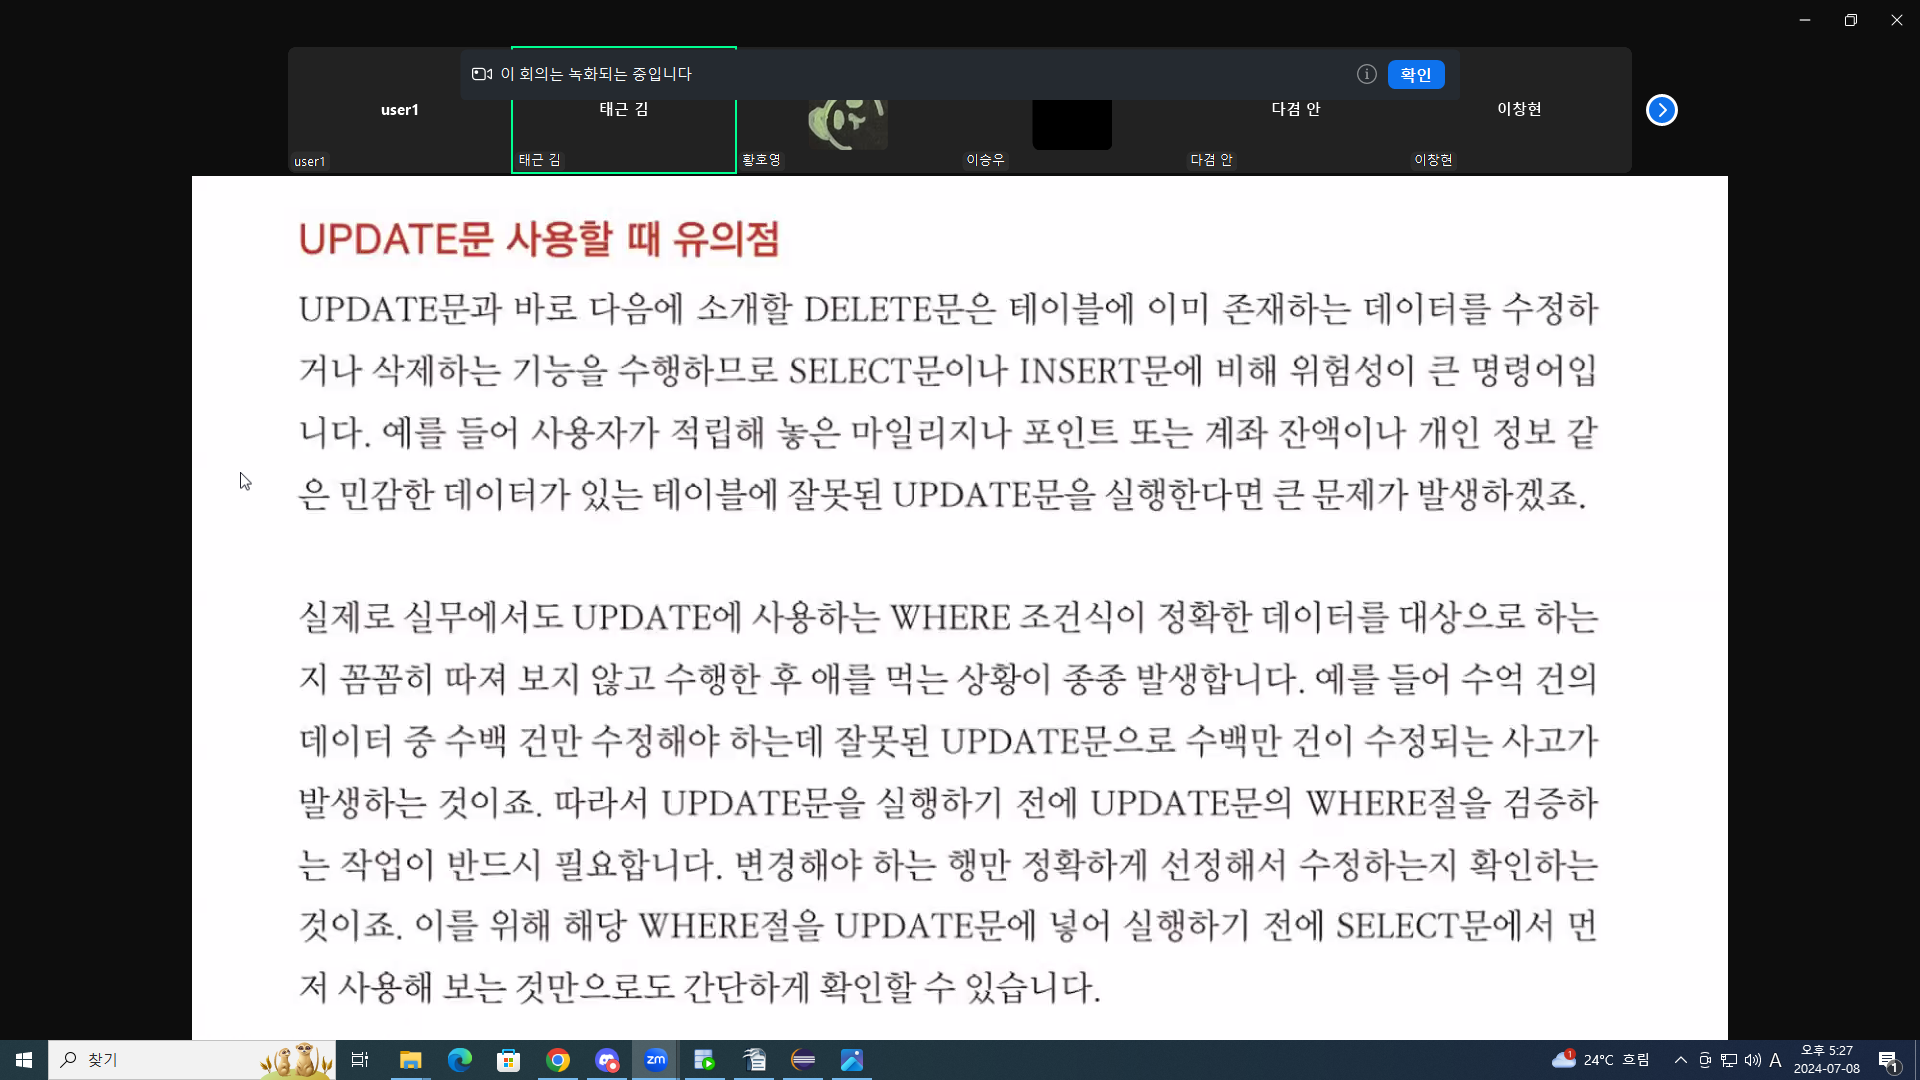 이 회의는 녹화되는 중입니다
확인
user1
태근 김
다겸 안
이창현
user1
태근 김
황호영
이승우
다겸 안
이창현
UPDATE문 사용할 때 유의점
UPDATE문과 바로 다음에 소개할 DELETE문은 테이블에 이미 존재하는 데이터를 수정하
거나 삭제하는 기능을 수행하므로 SELECT문이나 INSERT문에 비해 위험성이 큰 명령어입
니다. 예를 들어 사용자가 적립해 놓은 마일리지나 포인트 또는 계좌 잔액이나 개인 정보 같
은 민감한 데이터가 있는 테이블에 잘못된 UPDATE문을 실행한다면 큰 문제가 발생하겠죠.
실제로 실무에서도 UPDATE에 사용하는 WHERE 조건식이 정확한 데이터를 대상으로 하는
지 꼼꼼히 따져 보지 않고 수행한 후 애를 먹는 상황이 종종 발생합니다. 예를 들어 수억 건의
데이터 중 수백 건만 수정해야 하는데 잘못된 UPDATE문으로 수백만 건이 수정되는 사고가
발생하는 것이죠. 따라서 UPDATE문을 실행하기 전에 UPDATE문의 WHERE절을 검증하
는 작업이 반드시 필요합니다. 변경해야 하는 행만 정확하게 선정해서 수정하는지 확인하는
것이죠. 이를 위해 해당 WHERE절을 UPDATE문에 넣어 실행하기 전에 SELECT문에서 먼
저 사용해 보는 것만으로도 간단하게 확인할 수 있습니다.
찾기
zm
1
24°C 흐림
A
오후 5:27
2024-07-08
1